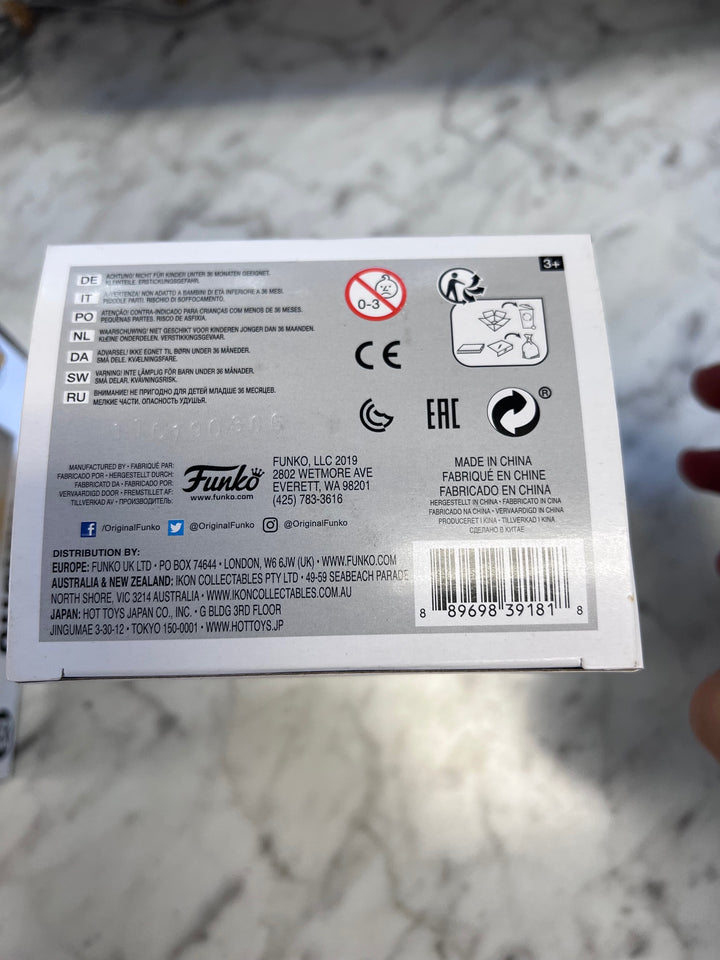 3+
DE ACHTUNG! NICHT FÜR KINDER UNTER 36 MONATEN GEEIGNET.
KLEINTEILE. ERSTICKUNGSGEFAHR.
IT AVVERTENZA! NON ADATTO A BAMBINI DI ETÀ INFERIORE A 36 MESI.
PICCOLE PARTI. RISCHIO DI SOFFOCAMENTO.
PO ATENÇÃO! CONTRA-INDICADO PARA CRIANÇAS COM MENOS DE 36 MESES.
PEQUENAS PARTES. RISCO DE ASFIXIA.
NL WAARSCHUWING! NIET GESCHIKT VOOR KINDEREN JONGER DAN 36 MAANDEN.
KLEINE ONDERDELEN. VERSTIKKINGSGEVAAR.
DA ADVARSEL! IKKE EGNET TIL BØRN UNDER 36 MÅNEDER.
SMÅ DELE. KVÆLNINGSFARE.
SW VARNING! INTE LÄMPLIG FÖR BARN UNDER 36 MÅNADER.
SMÅ DELAR. KVÄVNINGSRISK.
RU ВНИМАНИЕ! НЕ ПРИГОДНО ДЛЯ ДЕТЕЙ МЛАДШЕ 36 МЕСЯЦЕВ.
МЕЛКИЕ ЧАСТИ. ОПАСНОСТЬ УДУШЬЯ.
0-3
CE
EAC
®
MANUFACTURED BY • FABRIQUÉ PAR:
FABRICADO POR • HERGESTELLT DURCH:
FABRICATO DA • FABRICADO POR:
VERVAARDIGD DOOR • FREMSTILLET AF:
TILLVERKAD AV • ПРОИЗВОДИТЕЛЬ:
Funko
www.funko.com
FUNKO, LLC 2019
2802 WETMORE AVE
EVERETT, WA 98201
(425) 783-3616
/OriginalFunko @OriginalFunko @OriginalFunko
MADE IN CHINA
FABRIQUÉ EN CHINE
FABRICADO EN CHINA
HERGESTELLT IN CHINA • FABBRICATO IN CINA
FABRICADO NA CHINA • VERVAARDIGD IN CHINA
PRODUCERET I KINA • TILLVERKAD I KINA
СДЕЛАНО В КИТАЕ
DISTRIBUTION BY:
EUROPE: FUNKO UK LTD • PO BOX 74644 • LONDON, W6 6JW (UK) • WWW.FUNKO.COM
AUSTRALIA & NEW ZEALAND: IKON COLLECTABLES PTY LTD • 49-59 SEABEACH PARADE
NORTH SHORE, VIC 3214 AUSTRALIA • WWW.IKONCOLLECTABLES.COM.AU
JAPAN: HOT TOYS JAPAN CO., INC. • G BLDG 3RD FLOOR
JINGUMAE 3-30-12 • TOKYO 150-0001 • WWW.HOTTOYS.JP
8 89698 39181 8